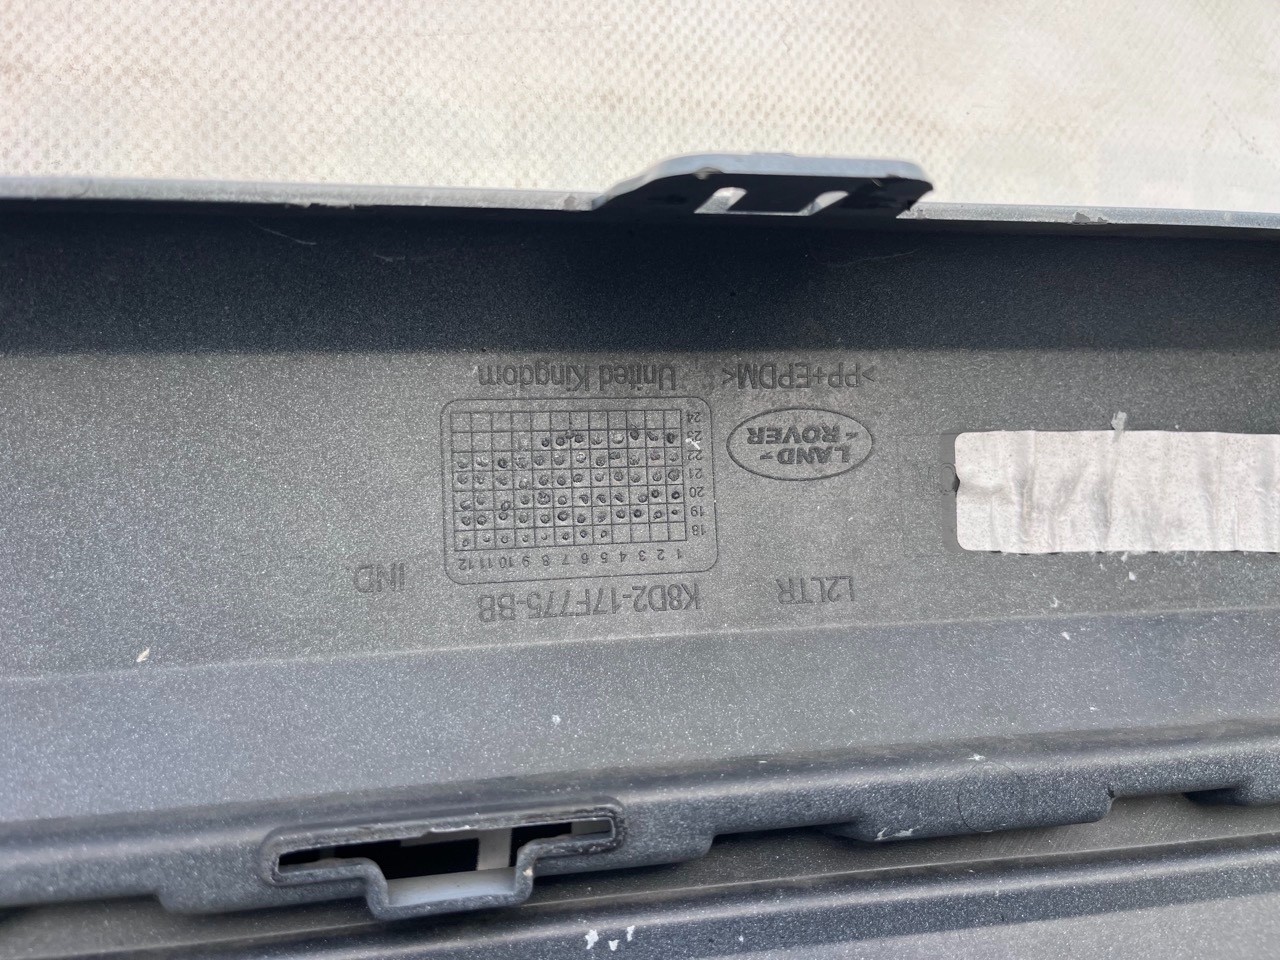 L2LTR K8D2-17F775-BB IND
1 2 3 4 5 6 7 8 9 10 11 12
18
19
20
21
22
23
24
LAND
ROVER
>PP+EPDM< United Kingdom